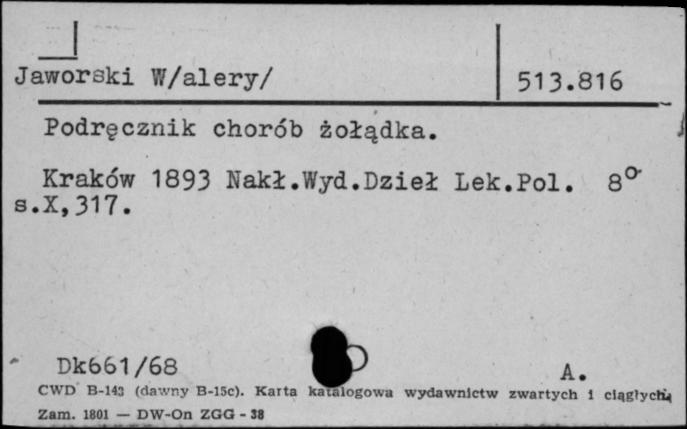 Jaworski W/alery/ 513.816
Podręcznik chorób żołądka.
Kraków 1893 Nakł.Wyd.Dzieł Lek.Pol. 8°
s.X,317.
Dk661/68 A.
CWD B-143 (dawny B-15c). Karta katalogowa wydawnictw zwartych i ciągłych
Zam. 1801 — DW-On ZGG - 38